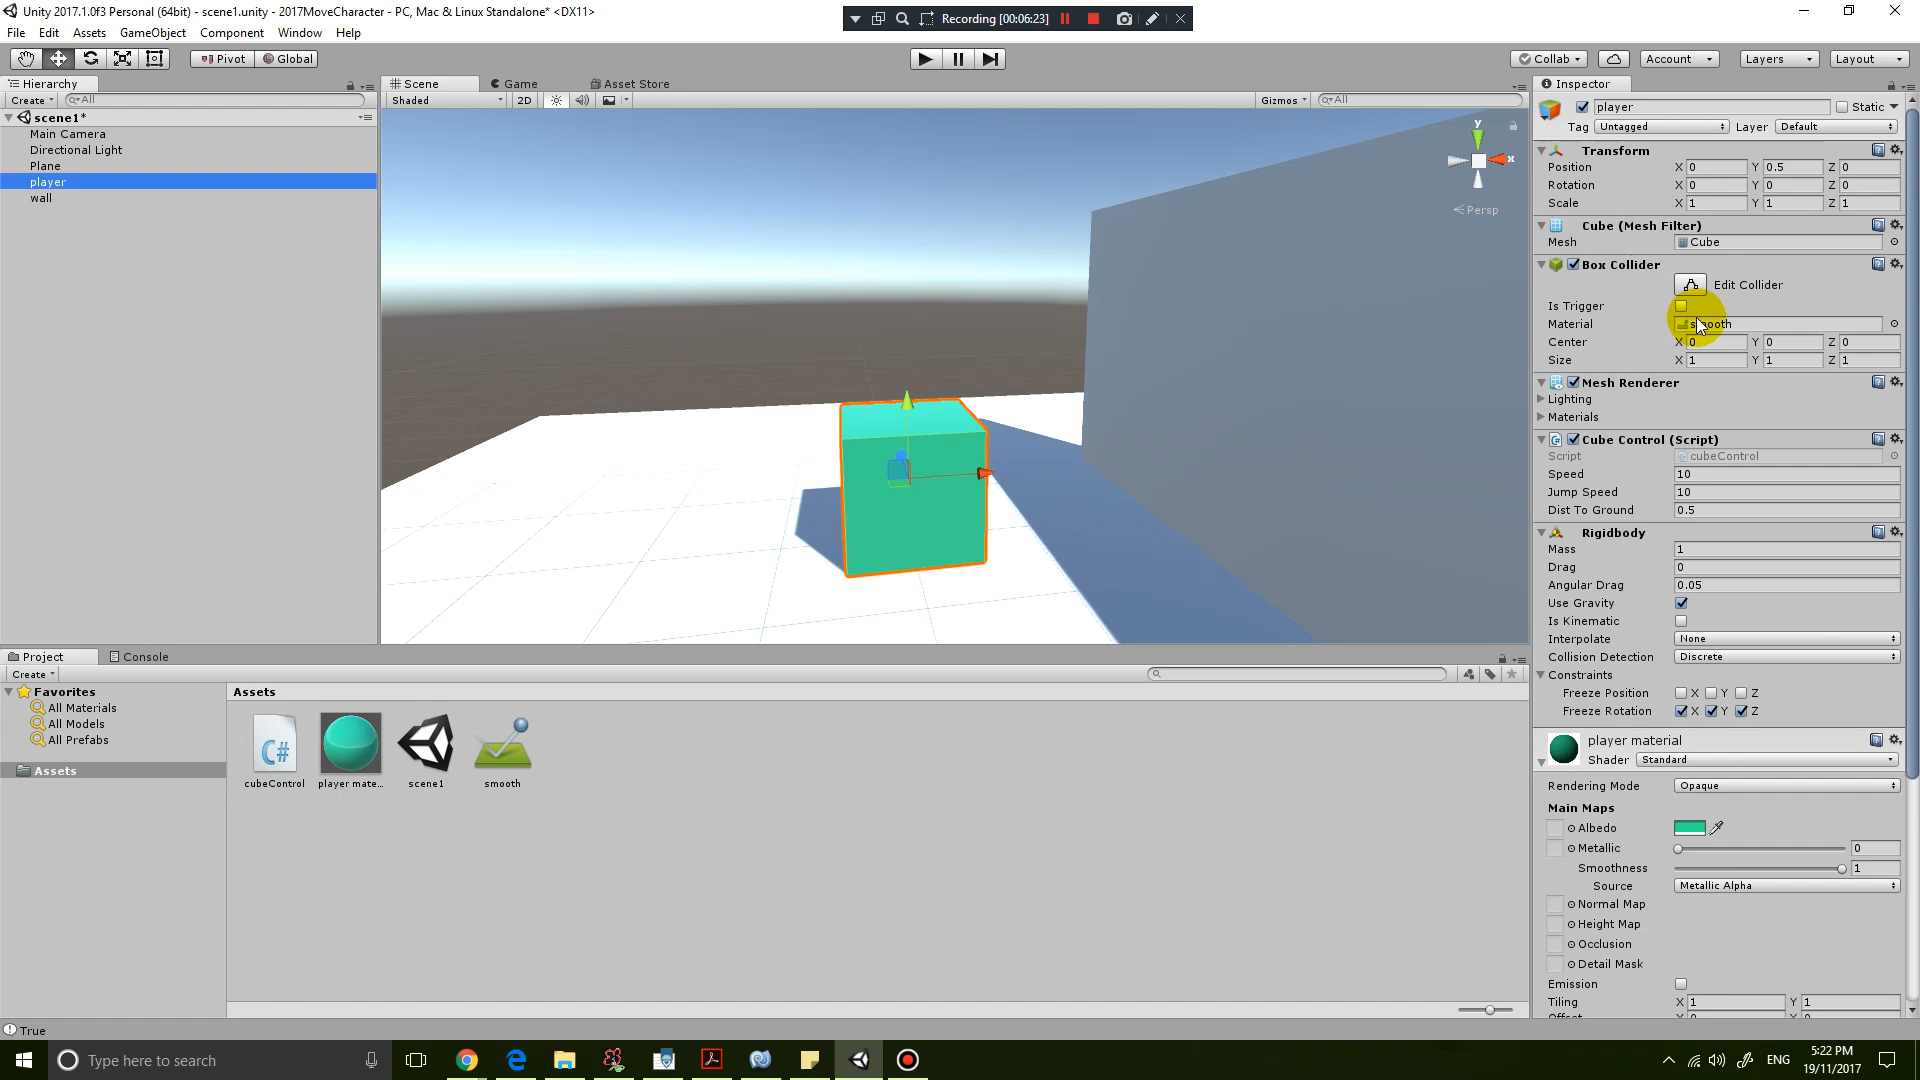 Unity 2017.1.0f3 Personal (64bit) - scene1.unity - 2017MoveCharacter - PC, Mac & Linux Standalone* <DX11>
Recording [00:06:23]
File Edit Assets GameObject Component Window Help
Pivot Global
Collab Account Layers Layout
Hierarchy
Create All
scene1*
Main Camera
Directional Light
Plane
player
wall
Scene Game Asset Store
Shaded 2D Gizmos All
y
x
Persp
Inspector
player Static
Tag Untagged Layer Default
Transform
Position X 0 Y 0.5 Z 0
Rotation X 0 Y 0 Z 0
Scale X 1 Y 1 Z 1
Cube (Mesh Filter)
Mesh Cube
Box Collider
Edit Collider
Is Trigger
Material smooth
Center X 0 Y 0 Z 0
Size X 1 Y 1 Z 1
Mesh Renderer
Lighting
Materials
Cube Control (Script)
Script cubeControl
Speed 10
Jump Speed 10
Dist To Ground 0.5
Rigidbody
Mass 1
Drag 0
Angular Drag 0.05
Use Gravity
Is Kinematic
Interpolate None
Collision Detection Discrete
Constraints
Freeze Position X Y Z
Freeze Rotation X Y Z
player material
Shader Standard
Rendering Mode Opaque
Main Maps
Albedo
Metallic 0
Smoothness 1
Source Metallic Alpha
Normal Map
Height Map
Occlusion
Detail Mask
Emission
Tiling X 1 Y 1
Project Console
Create
Favorites
All Materials
All Models
All Prefabs
Assets
Assets
C#
cubeControl player mate... scene1 smooth
True
Type here to search
ENG
5:22 PM
19/11/2017